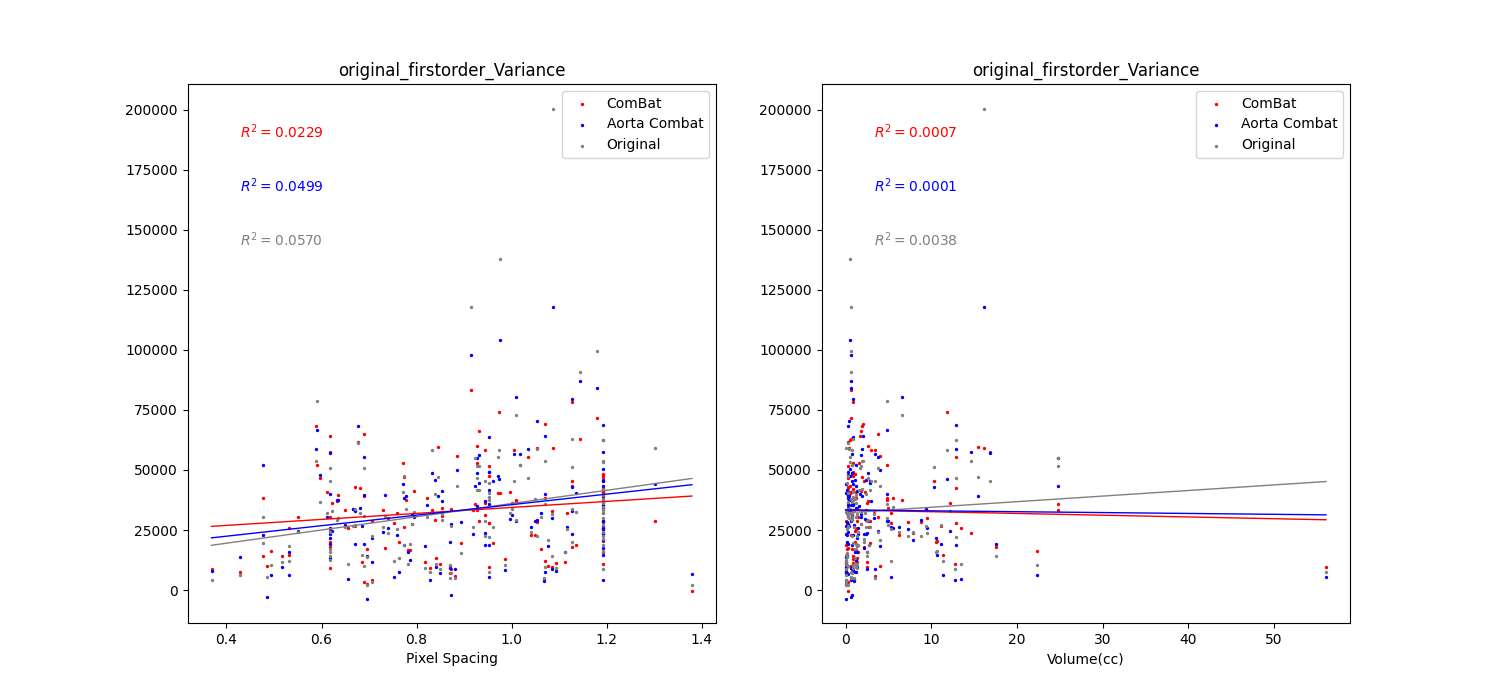 original_firstorder_Variance
200000
175000
150000
125000
100000
75000
50000
25000
0
0.4 0.6 0.8 1.0 1.2 1.4
Pixel Spacing
ComBat
Aorta Combat
Original
R² = 0.0229
R² = 0.0499
R² = 0.0570
original_firstorder_Variance
200000
175000
150000
125000
100000
75000
50000
25000
0
0 10 20 30 40 50
Volume(cc)
ComBat
Aorta Combat
Original
R² = 0.0007
R² = 0.0001
R² = 0.0038